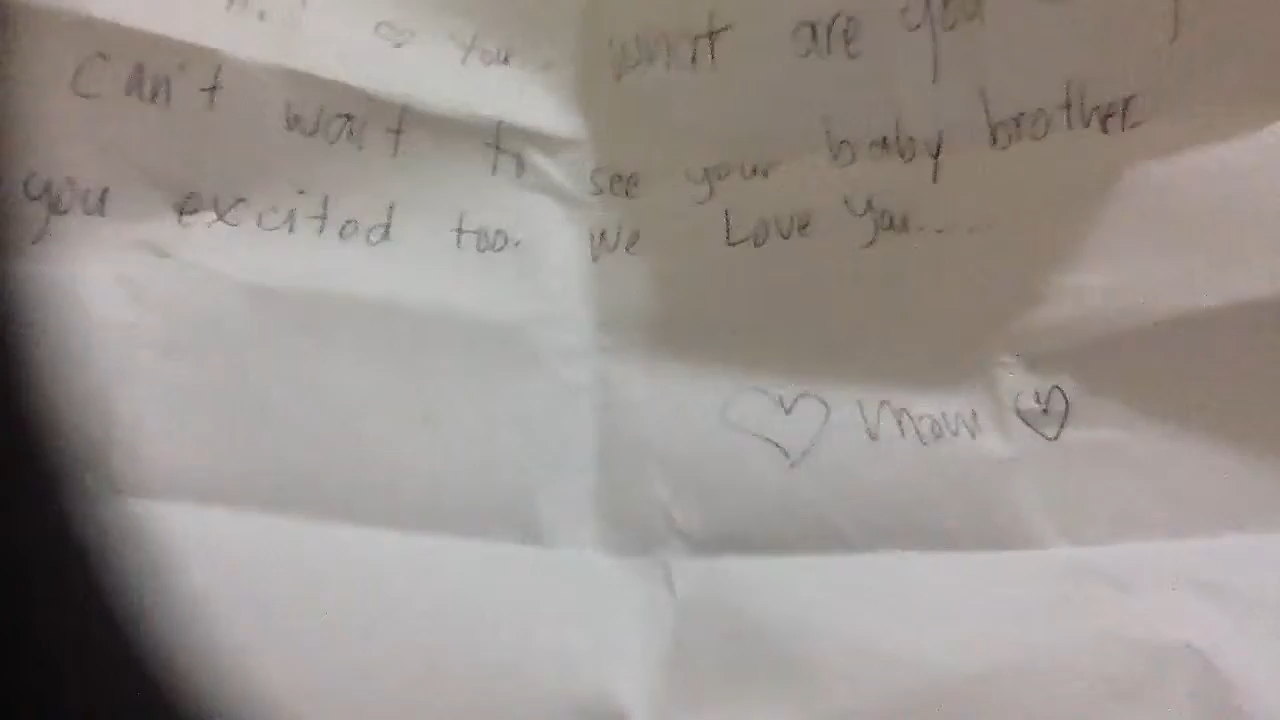 ♡ You. what are you
Can't wait to see your baby brother
you excited too. We Love You....
♡ Mom ♡